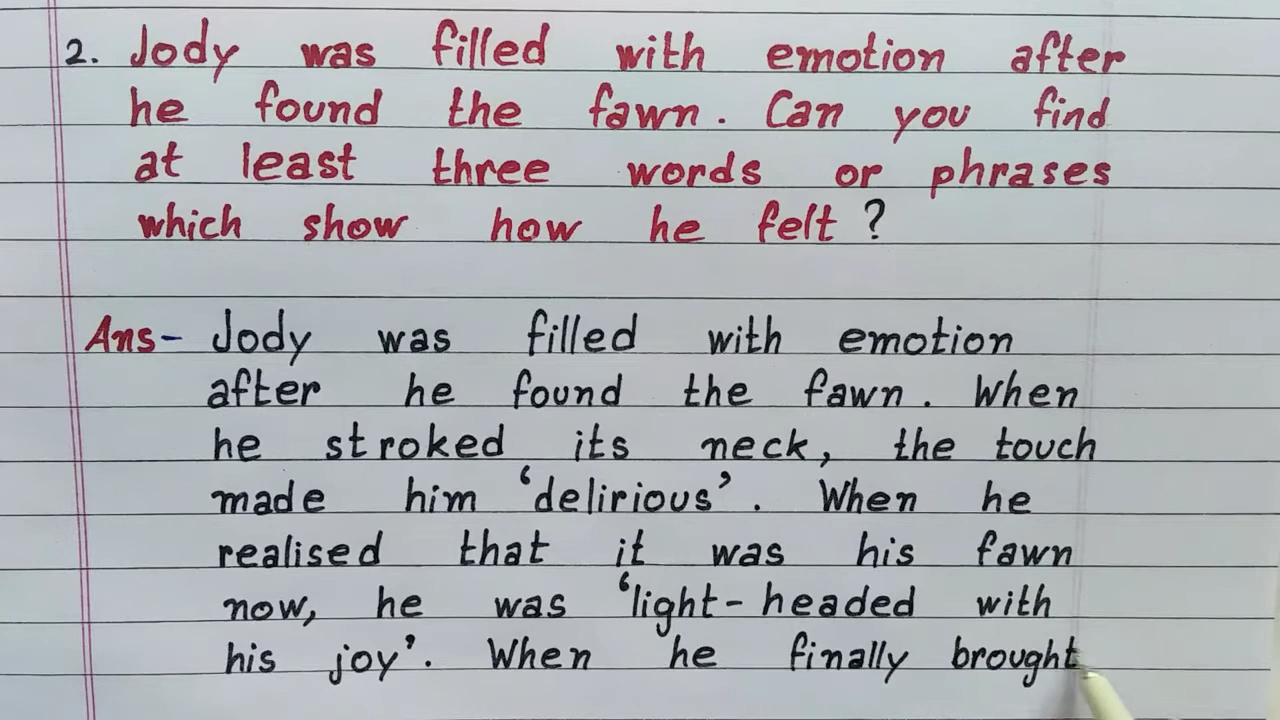 2. Jody was filled with emotion after
he found the fawn. Can you find
at least three words or phrases
which show how he felt?
Ans- Jody was filled with emotion
after he found the fawn. When
he stroked its neck, the touch
made him ‘delirious’. When he
realised that it was his fawn
now, he was ‘light-headed with
his joy’. When he finally brought